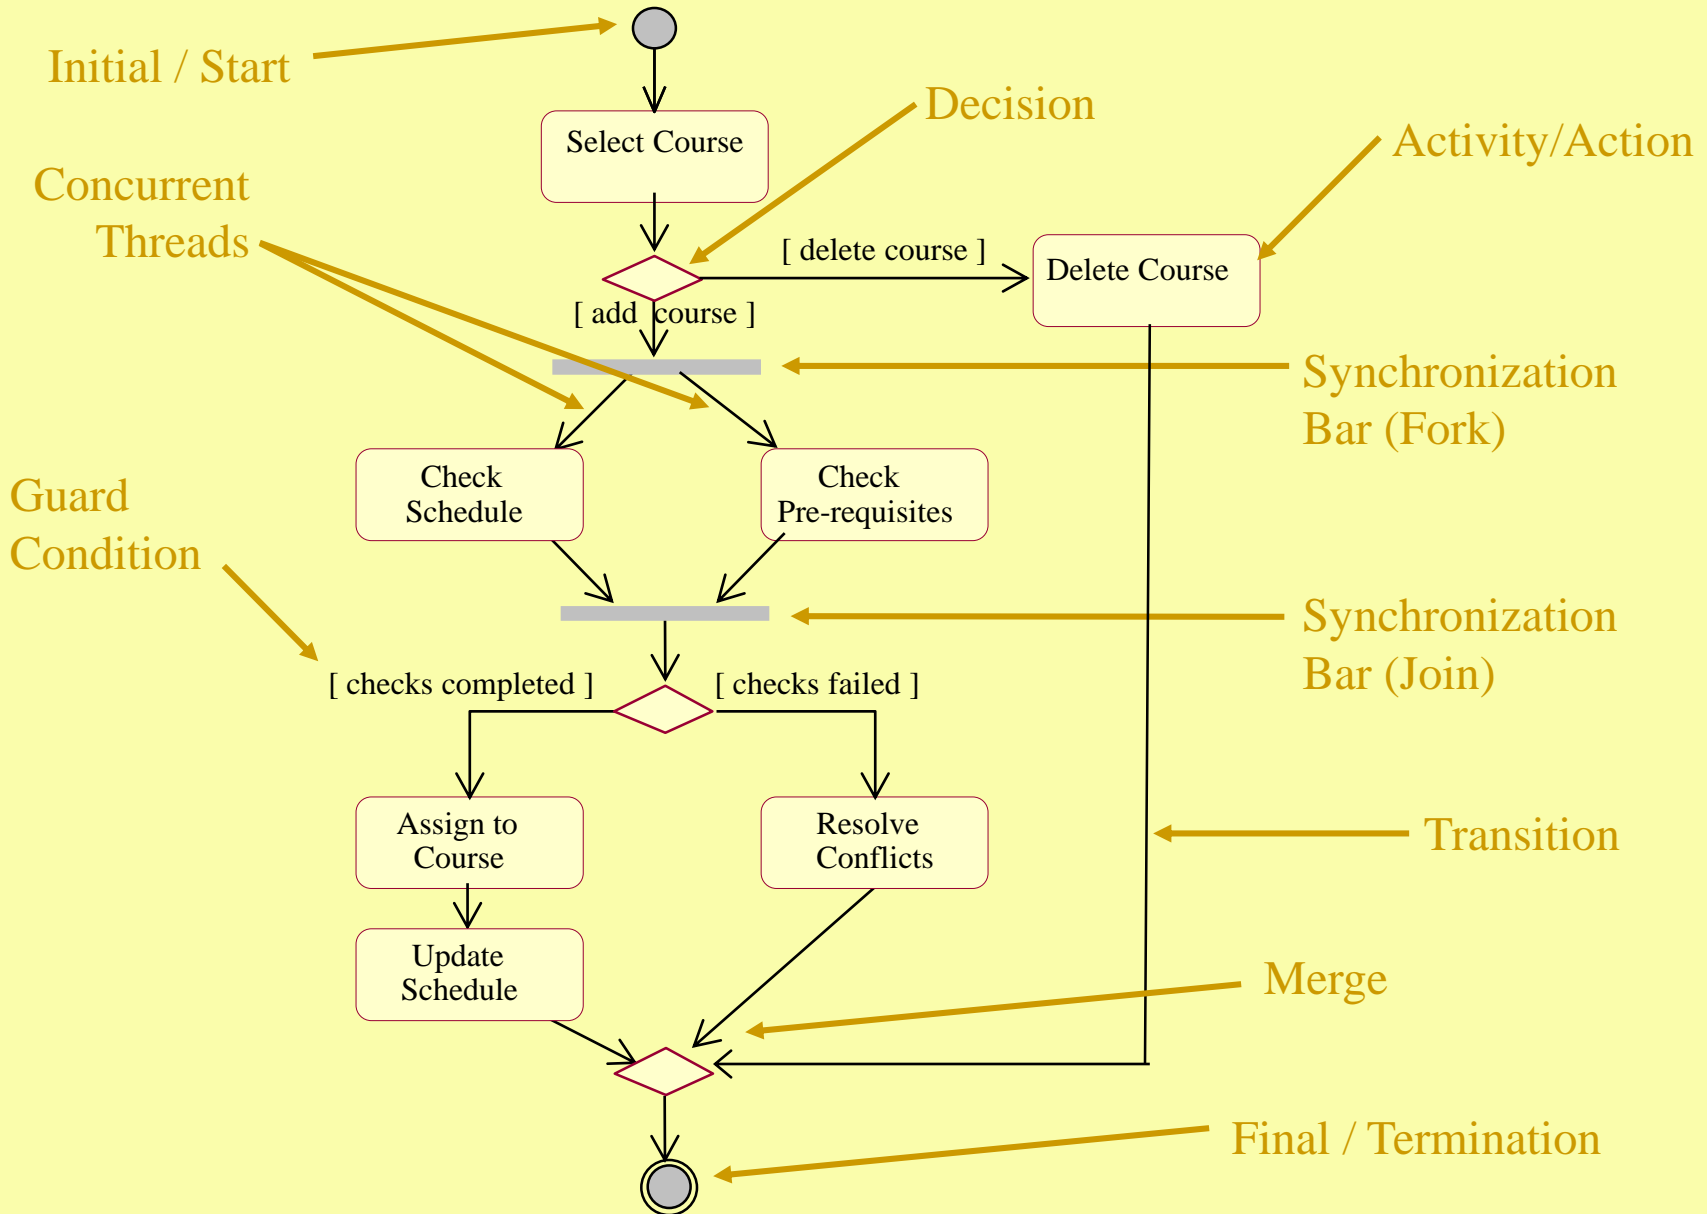 Initial / Start
Select Course
Decision
Activity/Action
Concurrent
Threads
[ delete course ]
Delete Course
[ add  course ]
Synchronization
Bar (Fork)
Check
Schedule
Check
Pre-requisites
Guard
Condition
Synchronization
Bar (Join)
[ checks completed ]
[ checks failed ]
Assign to
Course
Resolve
Conflicts
Transition
Update
Schedule
Merge
Final / Termination